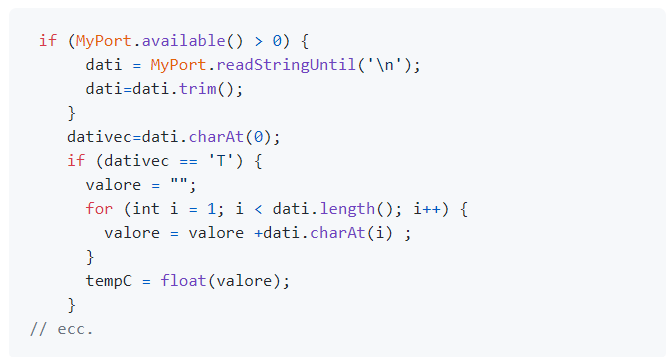 if (MyPort.available() > 0) {
dati = MyPort.readStringUntil('\n');
dati=dati.trim();
}
dativec=dati.charAt(0);
if (dativec == 'T') {
valore = "";
for (int i = 1; i < dati.length(); i++) {
valore = valore +dati.charAt(i) ;
}
tempC = float(valore);
}
// ecc.